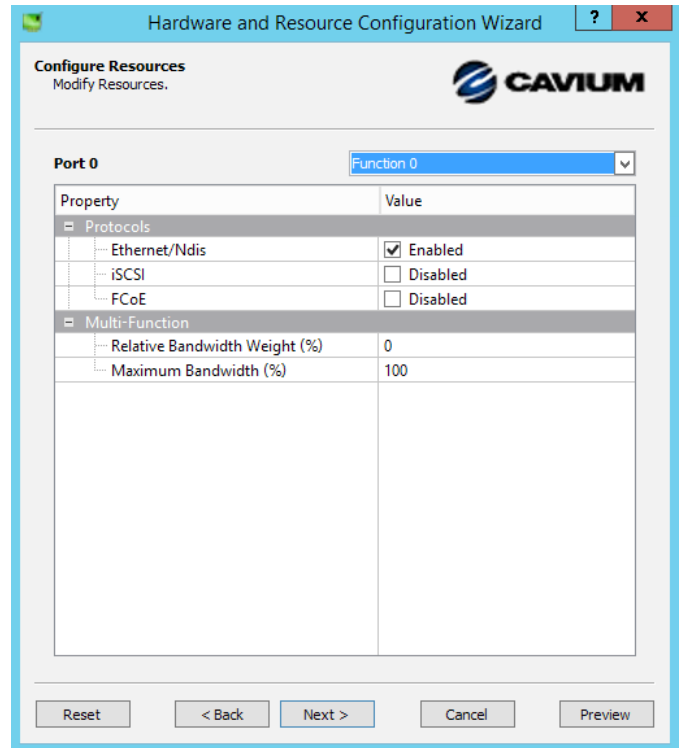 Hardware and Resource Configuration Wizard ? x
Configure Resources
Modify Resources.
CAVIUM
Port 0 Function 0
Property Value
Protocols
Ethernet/Ndis Enabled
iSCSI Disabled
FCoE Disabled
Multi-Function
Relative Bandwidth Weight (%) 0
Maximum Bandwidth (%) 100
Reset < Back Next > Cancel Preview